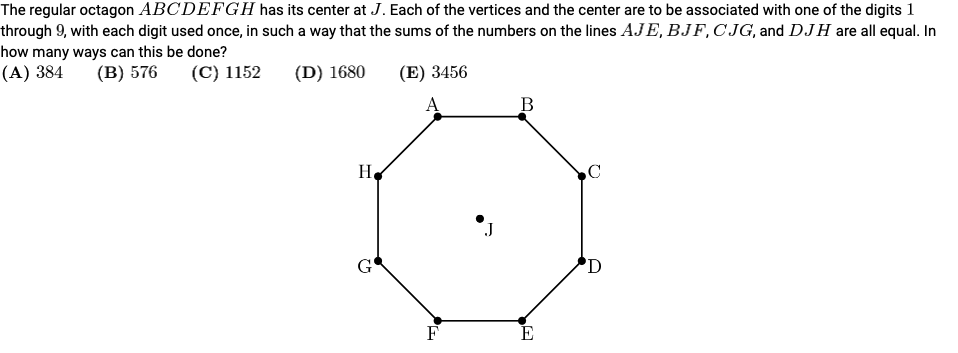 The regular octagon ABCDEFGH has its center at J. Each of the vertices and the center are to be associated with one of the digits 1
through 9, with each digit used once, in such a way that the sums of the numbers on the lines AJE, BJF, CJG, and DJH are all equal. In
how many ways can this be done?
(A) 384 (B) 576 (C) 1152 (D) 1680 (E) 3456
A B
H C
J
G D
F E